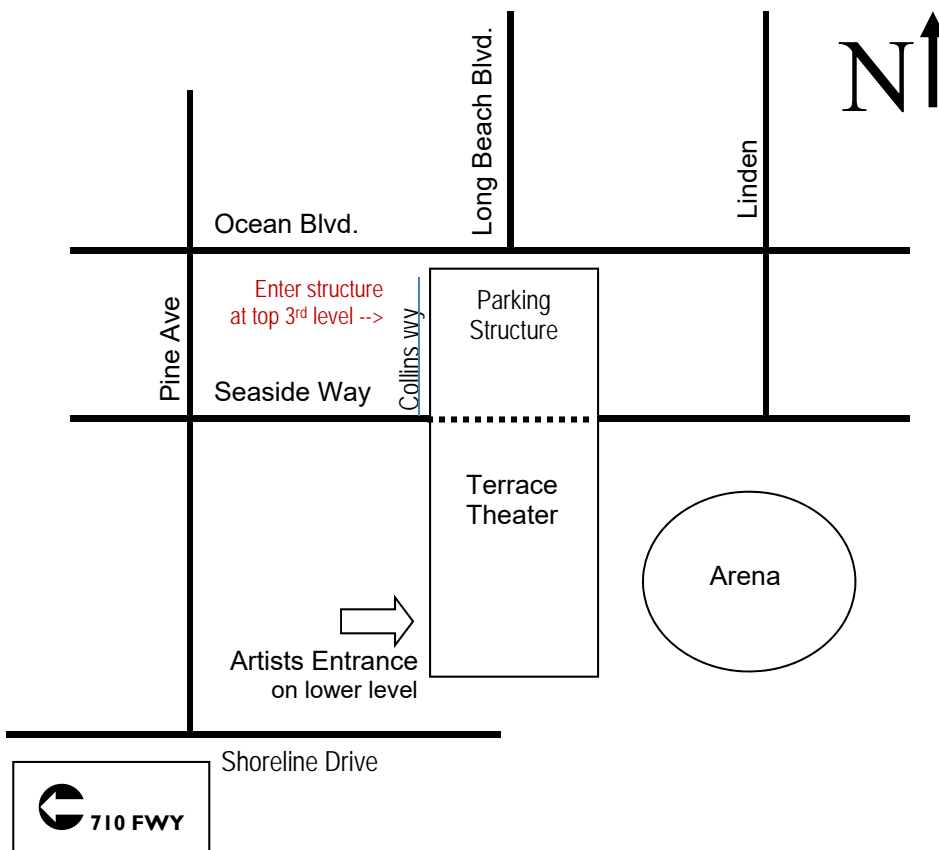 Long Beach Blvd.
N
Linden
Ocean Blvd.
Enter structure
at top 3rd level -->
Collins Wy
Parking
Structure
Pine Ave
Seaside Way
Terrace
Theater
Arena
Artists Entrance
on lower level
Shoreline Drive
710 FWY